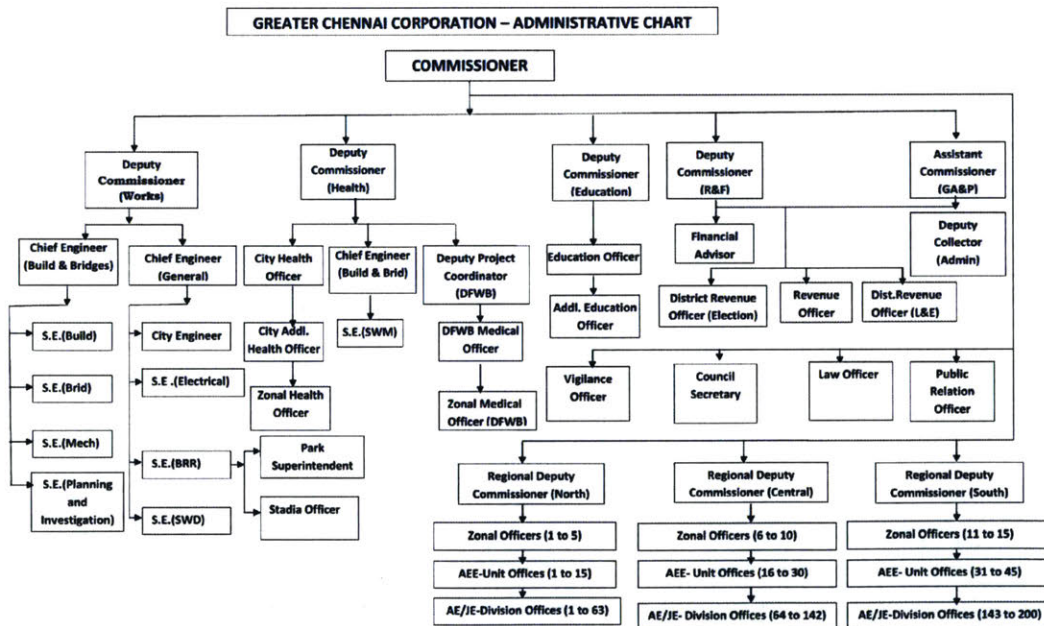 GREATER CHENNAI CORPORATION – ADMINISTRATIVE CHART
COMMISSIONER
Deputy
Commissioner
(Works)
Deputy
Commissioner
(Health)
Deputy
Commissioner
(Education)
Deputy
Commissioner
(R&F)
Assistant
Commissioner
(GA&P)
Chief Engineer
(Build & Bridges)
Chief Engineer
(General)
City Health
Officer
Chief Engineer
(Build & Brid)
Deputy Project
Coordinator
(DFWB)
Education Officer
Financial
Advisor
Deputy
Collector
(Admin)
S.E.(Build)
City Engineer
City Addl.
Health Officer
S.E.(SWM)
DFWB Medical
Officer
Addl. Education
Officer
District Revenue
Officer (Election)
Revenue
Officer
Dist.Revenue
Officer (L&E)
S.E.(Brid)
S.E .(Electrical)
Zonal Health
Officer
Zonal Medical
Officer (DFWB)
Vigilance
Officer
Council
Secretary
Law Officer
Public
Relation
Officer
S.E.(Mech)
S.E.(BRR)
Park
Superintendent
S.E.(Planning
and
Investigation)
S.E.(SWD)
Stadia Officer
Regional Deputy
Commissioner (North)
Regional Deputy
Commissioner (Central)
Regional Deputy
Commissioner (South)
Zonal Officers (1 to 5)
Zonal Officers (6 to 10)
Zonal Officers (11 to 15)
AEE-Unit Offices (1 to 15)
AEE- Unit Offices (16 to 30)
AEE- Unit Offices (31 to 45)
AE/JE-Division Offices (1 to 63)
AE/JE- Division Offices (64 to 142)
AE/JE-Division Offices (143 to 200)